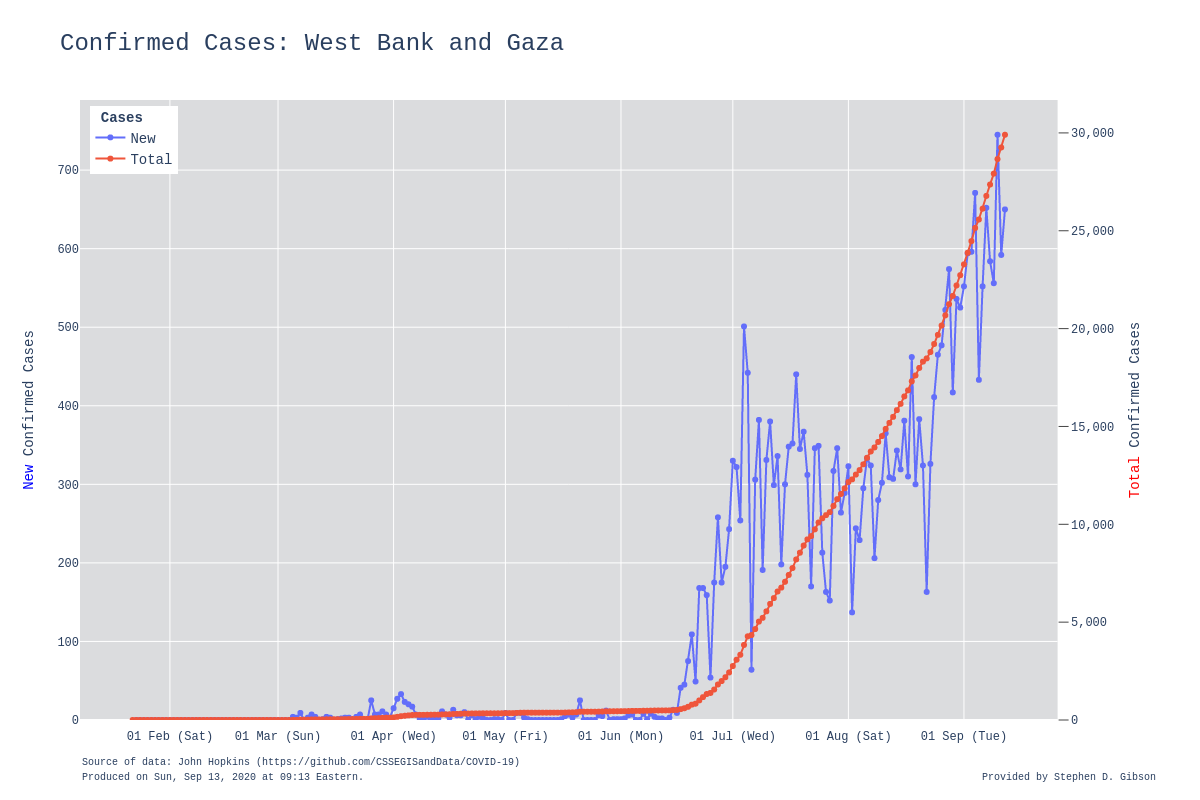 Confirmed Cases: West Bank and Gaza
Cases
New
Total
700
600
500
400
300
200
100
0
30,000
25,000
20,000
15,000
10,000
5,000
0
New Confirmed Cases
Total Confirmed Cases
01 Feb (Sat)
01 Mar (Sun)
01 Apr (Wed)
01 May (Fri)
01 Jun (Mon)
01 Jul (Wed)
01 Aug (Sat)
01 Sep (Tue)
Source of data: John Hopkins (https://github.com/CSSEGISandData/COVID-19)
Produced on Sun, Sep 13, 2020 at 09:13 Eastern.
Provided by Stephen D. Gibson